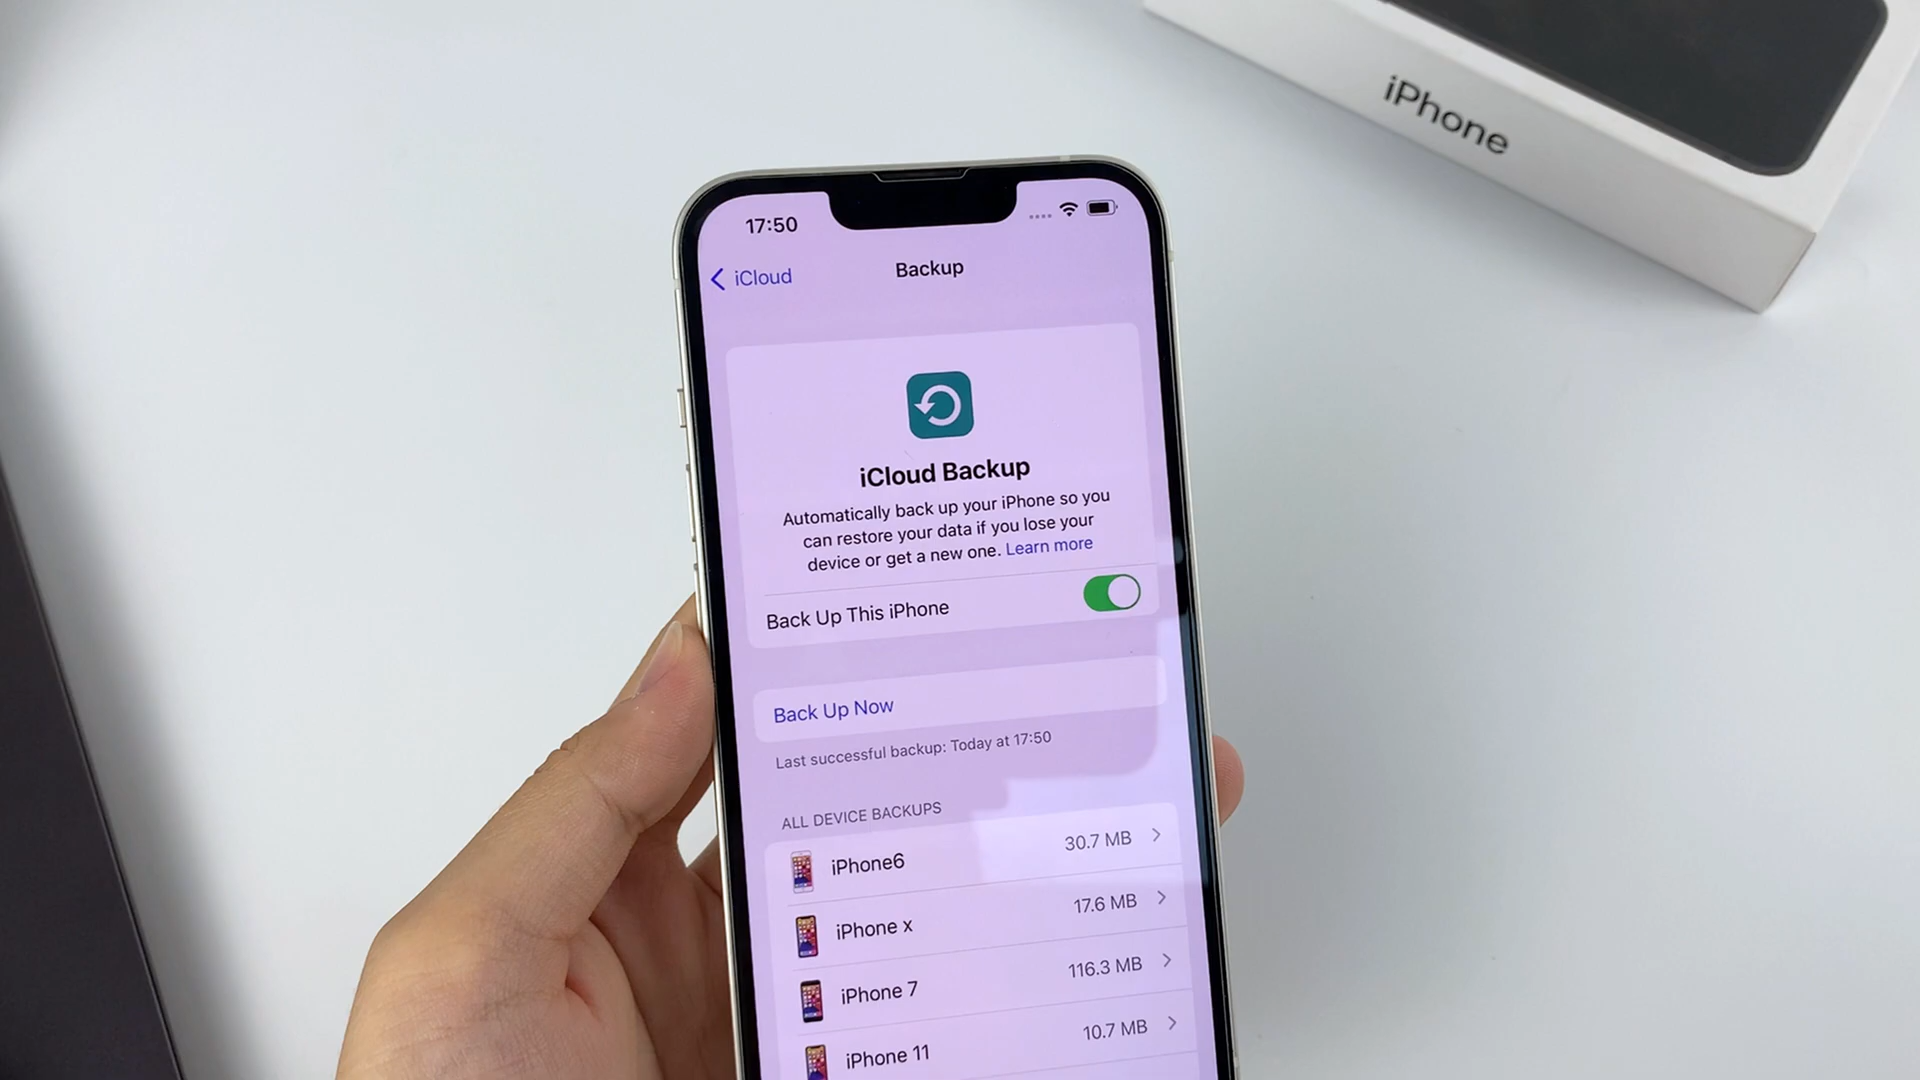 iPhone
17:50
iCloud
Backup
iCloud Backup
Automatically back up your iPhone so you
can restore your data if you lose your
device or get a new one. Learn more
Back Up This iPhone
Back Up Now
Last successful backup: Today at 17:50
ALL DEVICE BACKUPS
iPhone6 30.7 MB
iPhone x 17.6 MB
iPhone 7 116.3 MB
iPhone 11 10.7 MB